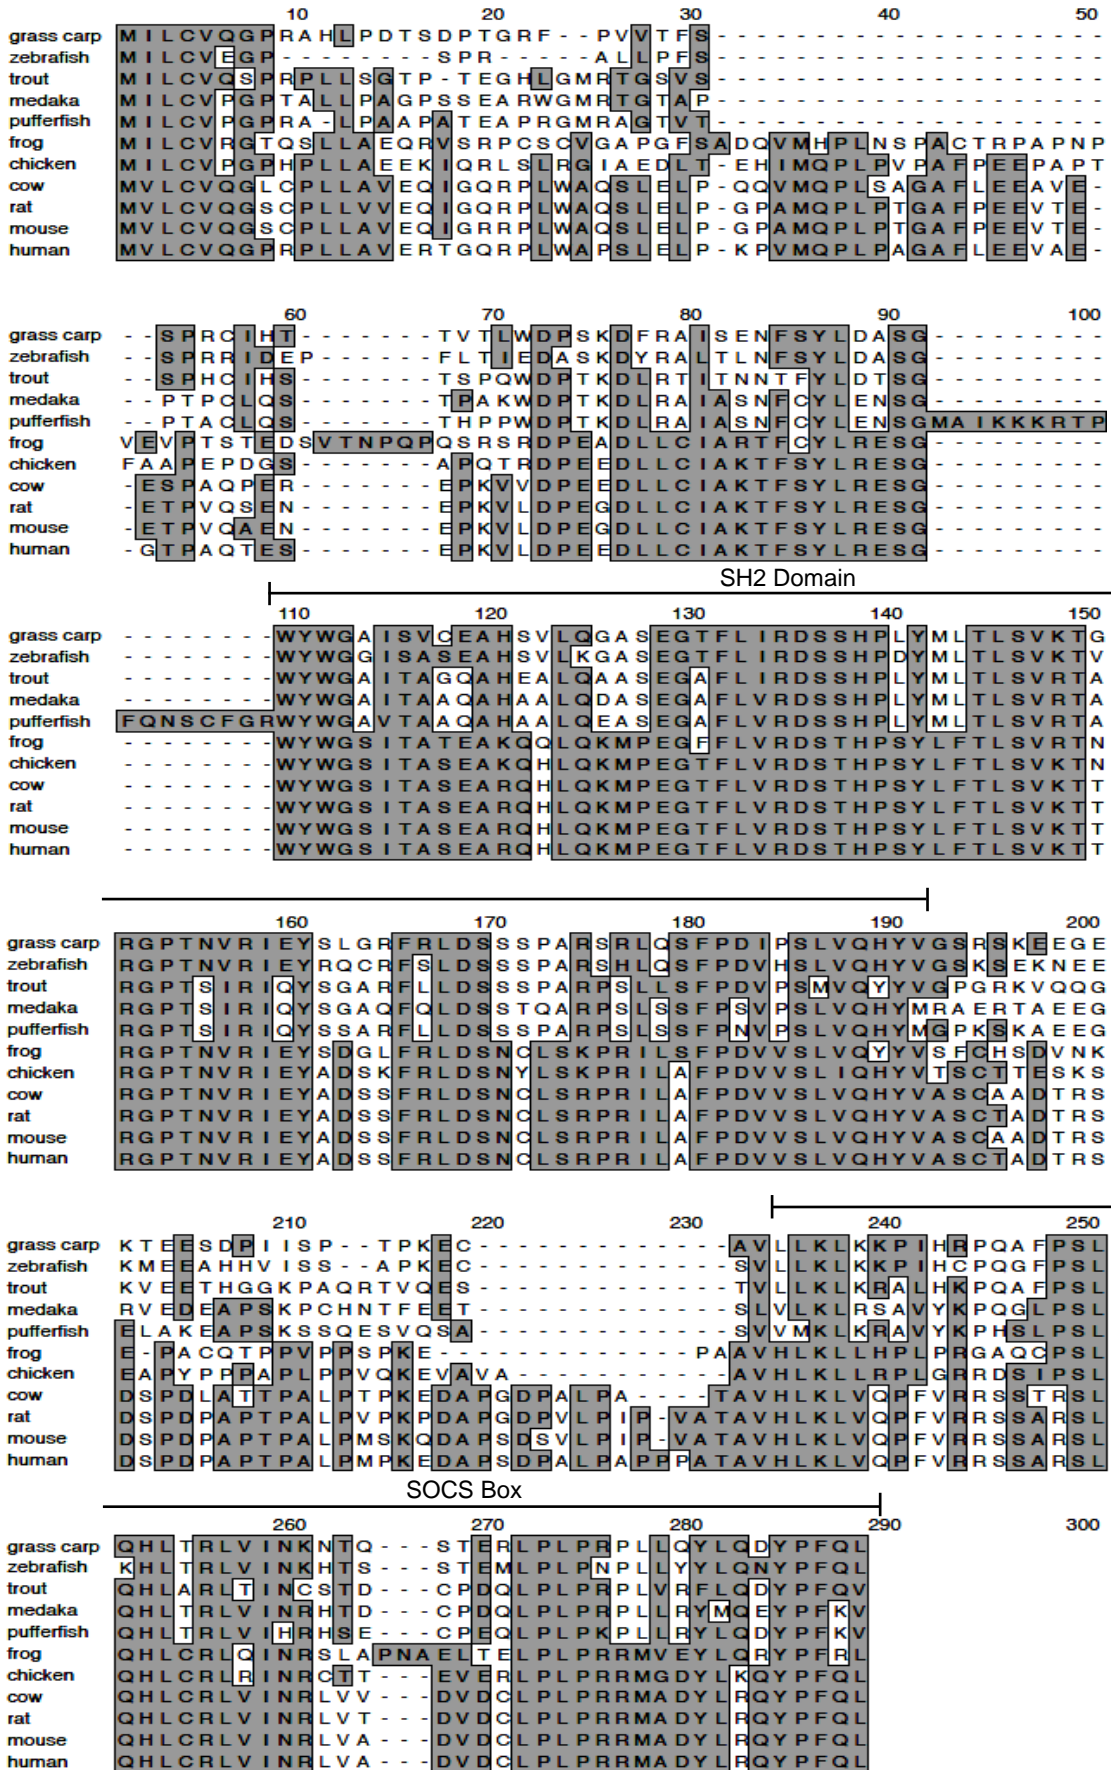 10 20 30 40 50
grass carp MILCVQGPRAHLPDTSDPTGRF--PVVTFS--------------------
zebrafish MILCVEGP--------SPR-----ALLPFS--------------------
trout MILCVQSPRPLLSGTP-TEGHLGMRTGSVS--------------------
medaka MILCVPGPTALLPAGPSSEARWGMRTGTAP--------------------
pufferfish MILCVPGPRA-LPAAPATEAPRGMRAGTVT--------------------
frog MILCVRGTQSLLAEQRVSRPCSCVGAPGFSADQVMHPLNSPACTRPAPNP
chicken MILCVPGPHPLLAEEKIQRLSLRGIAEDLT-EHIMQPLPVPAFPEEPAPT
cow MVLCVQGLCPLLAVEQIGQRPLWAQSLELP-QQVMQPLSAGAFLEEAVE-
rat MVLCVQGSCPLLVVEQIGQRPLWAQSLELP-GPAMQPLPTGAFPEEVTE-
mouse MVLCVQGSCPLLAVEQIGRRPLWAQSLELP-GPAMQPLPTGAFPEEVTE-
human MVLCVQGPRPLLAVERTGQRPLWAPSLELP-KPVMQPLPAGAFLEEVAE-
60 70 80 90 100
grass carp --SPRCIHT-------TVTLWDPSKDFRAISENFSYLDASG---------
zebrafish --SPRRIDEP------FLTIEDASKDYRALTLNFSYLDASG---------
trout --SPHCIHS-------TSPQWDPTKDLRTITNNTFYLDTSG---------
medaka --PTPCLQS-------TPAKWDPTKDLRAIASNFCYLENSG---------
pufferfish --PTACLQS-------THPPWDPTKDLRAIASNFCYLENSGMAIKKKRTP
frog VEVPTSTEDSVTNPQPQSRSRDPEADLLCIARTFCYLRESG---------
chicken FAAPEPDGS-------APQTRDPEEDLLCIAKTFSYLRESG---------
cow -ESPAQPER-------EPKVVDPEEDLLCIAKTFSYLRESG---------
rat -ETPVQSEN-------EPKVLDPEGDLLCIAKTFSYLRESG---------
mouse -ETPVQAEN-------EPKVLDPEGDLLCIAKTFSYLRESG---------
human -GTPAQTES-------EPKVLDPEEDLLCIAKTFSYLRESG---------
SH2 Domain
110 120 130 140 150
grass carp --------WYWGAISVCEAHSVLQGASEGTFLIRDSSHPLYMLTLSVKTG
zebrafish --------WYWGGISASEAHSVLKGASEGTFLIRDSSHPDYMLTLSVKTV
trout --------WYWGAITAGQAHEALQAASEGAFLIRDSSHPLYMLTLSVRTA
medaka --------WYWGAITAAQAHAALQDASEGAFLVRDSSHPLYMLTLSVRTA
pufferfish FQNSCFGRWYWGAVTAAQAHAALQEASEGAFLVRDSSHPLYMLTLSVRTA
frog --------WYWGSITATEAKQQLQKMPEGFFLVRDSTHPSYLFTLSVRTN
chicken --------WYWGSITASEAKQHLQKMPEGTFLVRDSTHPSYLFTLSVKTN
cow --------WYWGSITASEARQHLQKMPEGTFLVRDSTHPSYLFTLSVKTT
rat --------WYWGSITASEARQHLQKMPEGTFLVRDSTHPSYLFTLSVKTT
mouse --------WYWGSITASEARQHLQKMPEGTFLVRDSTHPSYLFTLSVKTT
human --------WYWGSITASEARQHLQKMPEGTFLVRDSTHPSYLFTLSVKTT
160 170 180 190 200
grass carp RGPTNVRIEYSLGRFRLDSSSPARSRLQSFPDIPSLVQHYVGSRSKEEGE
zebrafish RGPTNVRIEYRQCRFSLDSSSPARSHLQSFPDVHSLVQHYVGSKSEKNEE
trout RGPTSIRIQYSGARFLLDSSSPARPSLLSFPDVPSMVQYYVGPGRKVQQG
medaka RGPTSIRIQYSGAQFQLDSSTQARPSLSSFPSVPSLVQHYMRAERTAEEG
pufferfish RGPTSIRIQYSSARFLLDSSSPARPSLSSFPNVPSLVQHYMGPKSKAEEG
frog RGPTNVRIEYSDGLFRLDSNCLSKPRILSFPDVVSLVQYYVSFCHSDVNK
chicken RGPTNVRIEYADSKFRLDSNYLSKPRILAFPDVVSLIQHYVTSCTTESKS
cow RGPTNVRIEYADSSFRLDSNCLSRPRILAFPDVVSLVQHYVASCAADTRS
rat RGPTNVRIEYADSSFRLDSNCLSRPRILAFPDVVSLVQHYVASCTADTRS
mouse RGPTNVRIEYADSSFRLDSNCLSRPRILAFPDVVSLVQHYVASCAADTRS
human RGPTNVRIEYADSSFRLDSNCLSRPRILAFPDVVSLVQHYVASCTADTRS
210 220 230 240 250
grass carp KTEESDPIISP--TPKEC-------------AVLLKLKKPIHRPQAFPSL
zebrafish KMEEAHHVISS--APKEC-------------SVLLKLKKPIHCPQGFPSL
trout KVEETHGGKPAQRTVQES-------------TVLLKLKRALHKPQAFPSL
medaka RVEDEAPSKPCHNTFEET-------------SLVLKLRSAVYKPQGLPSL
pufferfish ELAKEAPSKSSQESVQSA-------------SVVMKLKRAVYKPHSLPSL
frog E-PACQTPPVPPSPKE-------------PAAVHLKLLHPLPRGAQCPSL
chicken EAPYPPPAPLPPVQKEVAVA-----------AVHLKLLRPLGRRDSIPSL
cow DSPDLATTPALPTPKEDAPGDPALPA----TAVHLKLVQPFVRRSSTRSL
rat DSPDPAPTPALPVPKPDAPGDPVLPIP-VATAVHLKLVQPFVRRSSARSL
mouse DSPDPAPTPALPMSKQDAPSDSVLPIP-VATAVHLKLVQPFVRRSSARSL
human DSPDPAPTPALPMPKEDAPSDPALPAPPPATAVHLKLVQPFVRRSSARSL
SOCS Box
260 270 280 290 300
grass carp QHLTRLVINKNTQ---STERLPLPRPLLQYLQDYPFQL
zebrafish KHLTRLVINKHTS---STEMLPLPNPLLYYLQNYPFQL
trout QHLARLTINCSTD---CPDQLPLPRPLVRFLQDYPFQV
medaka QHLTRLVINRHTD---CPDQLPLPRPLLRYMQEYPFKV
pufferfish QHLTRLVIHRHSE---CPEQLPLPKPLLRYLQDYPFKV
frog QHLCRLQINRSLAPNAELTELPLPRRMVEYLQRYPFRL
chicken QHLCRLRINRCTT---EVERLPLPRRMGDYLKQYPFQL
cow QHLCRLVINRLVV---DVDCLPLPRRMADYLRQYPFQL
rat QHLCRLVINRLVT---DVDCLPLPRRMADYLRQYPFQL
mouse QHLCRLVINRLVA---DVDCLPLPRRMADYLRQYPFQL
human QHLCRLVINRLVA---DVDCLPLPRRMADYLRQYPFQL